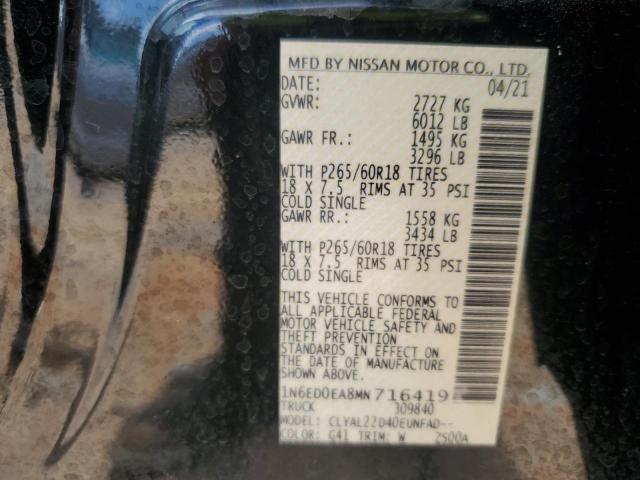 MFD BY NISSAN MOTOR CO., LTD.
DATE: 04/21
GVWR: 2727 KG
6012 LB
GAWR FR.: 1495 KG
3296 LB
WITH P265/60R18 TIRES
18 X 7.5 RIMS AT 35 PSI
COLD SINGLE
GAWR RR.: 1558 KG
3434 LB
WITH P265/60R18 TIRES
18 X 7.5 RIMS AT 35 PSI
COLD SINGLE
THIS VEHICLE CONFORMS TO
ALL APPLICABLE FEDERAL
MOTOR VEHICLE SAFETY AND
THEFT PREVENTION
STANDARDS IN EFFECT ON
THE DATE OF MANUFACTURE
SHOWN ABOVE.
1N6ED0EA8MN716419
TRUCK 309840
MODEL: CLYAL22D40EUNFAD--
COLOR: G41 TRIM: W 2S00A